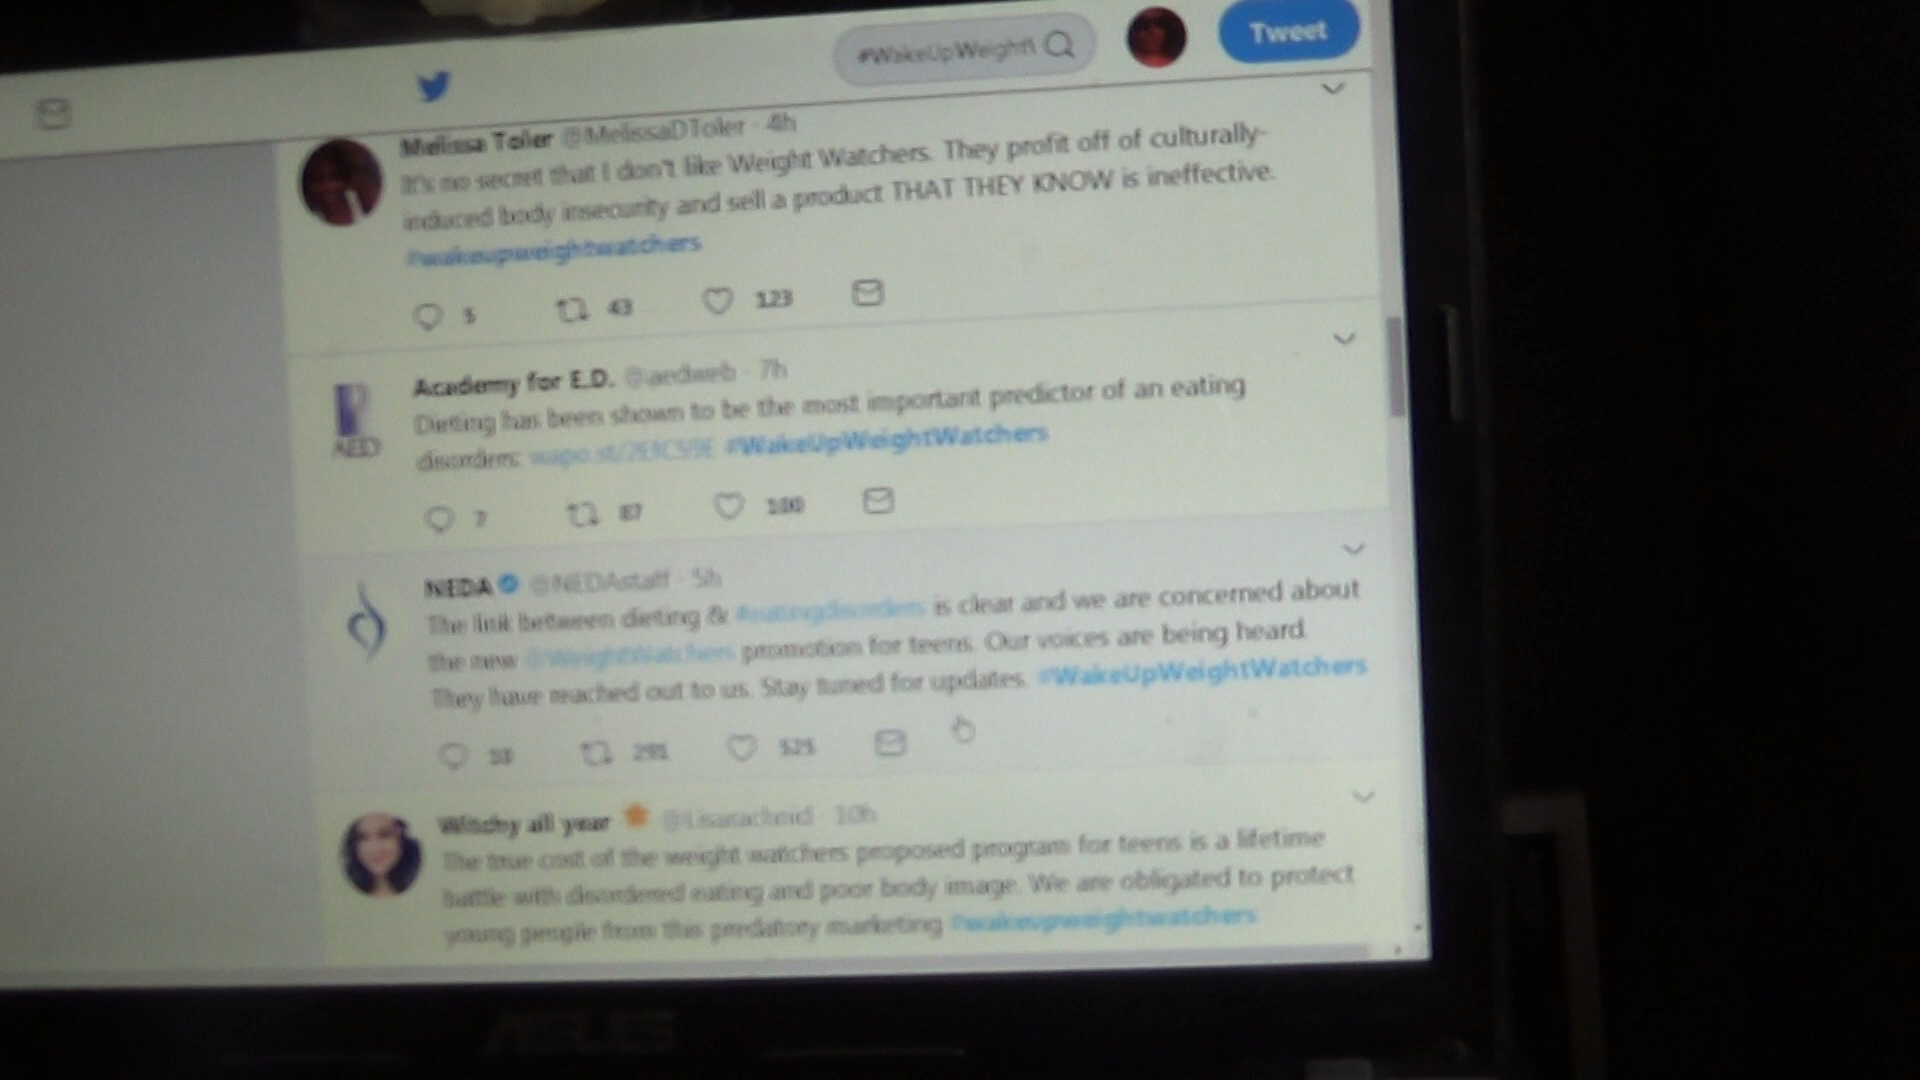 #WakeUpWeight
Tweet
Melissa Toler @MelissaDToler · 4h
It's no secret that I don't like Weight Watchers. They profit off of culturally-
induced body insecurity and sell a product THAT THEY KNOW is ineffective.
#wakeupweightwatchers
5 43 123
Academy for E.D. @aedweb · 7h
Dieting has been shown to be the most important predictor of an eating
disorders: #WakeUpWeightWatchers
7 87
NEDA @NEDAstaff · 5h
The link between dieting & #eatingdisorders is clear and we are concerned about
the new @WeightWatchers promotion for teens. Our voices are being heard.
They have reached out to us. Stay tuned for updates. #WakeUpWeightWatchers
525
all year 10h
The true cost of the weight watchers proposed program for teens is a lifetime
battle with disordered eating and poor body image. We are obligated to protect
young people from this predatory marketing #wakeupweightwatchers
ASUS